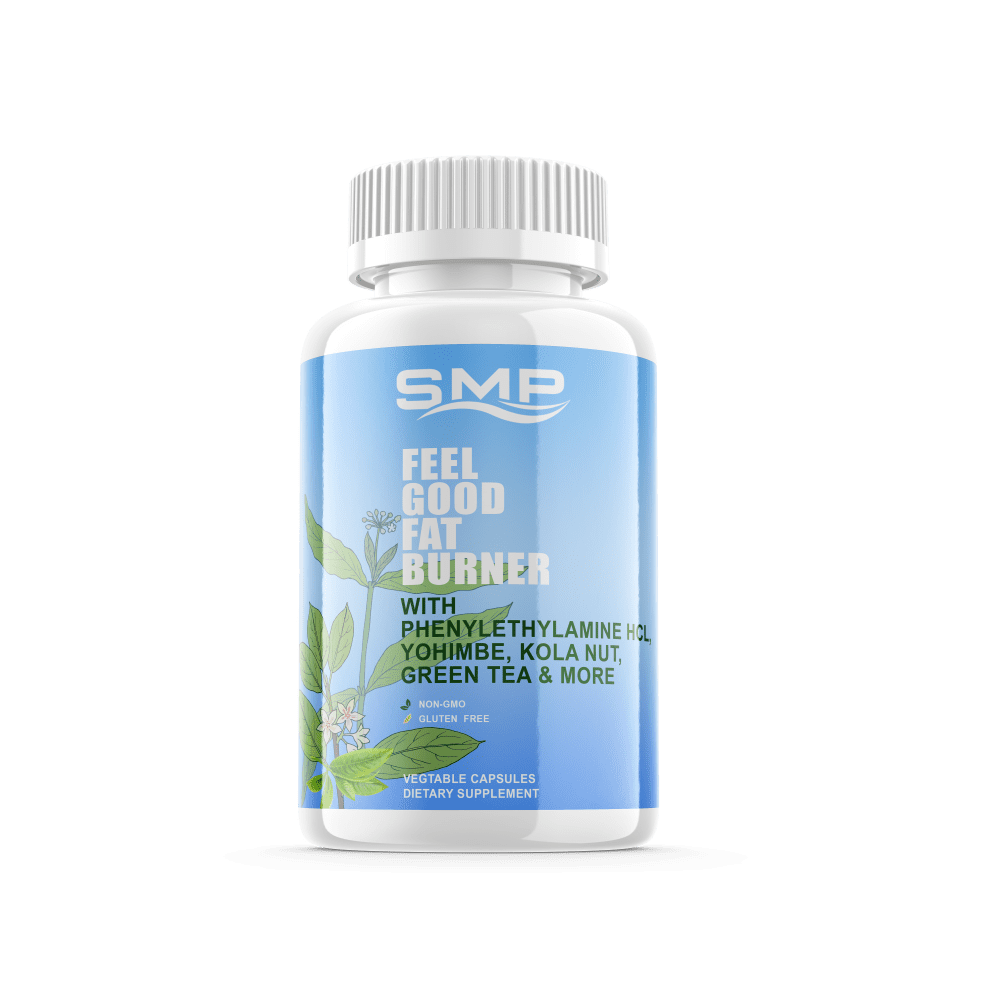 SMP
FEEL
GOOD
FAT
BURNER
WITH
PHENYLETHYLAMINE HCL,
YOHIMBE, KOLA NUT,
GREEN TEA & MORE
NON-GMO
GLUTEN FREE
VEGTABLE CAPSULES
DIETARY SUPPLEMENT